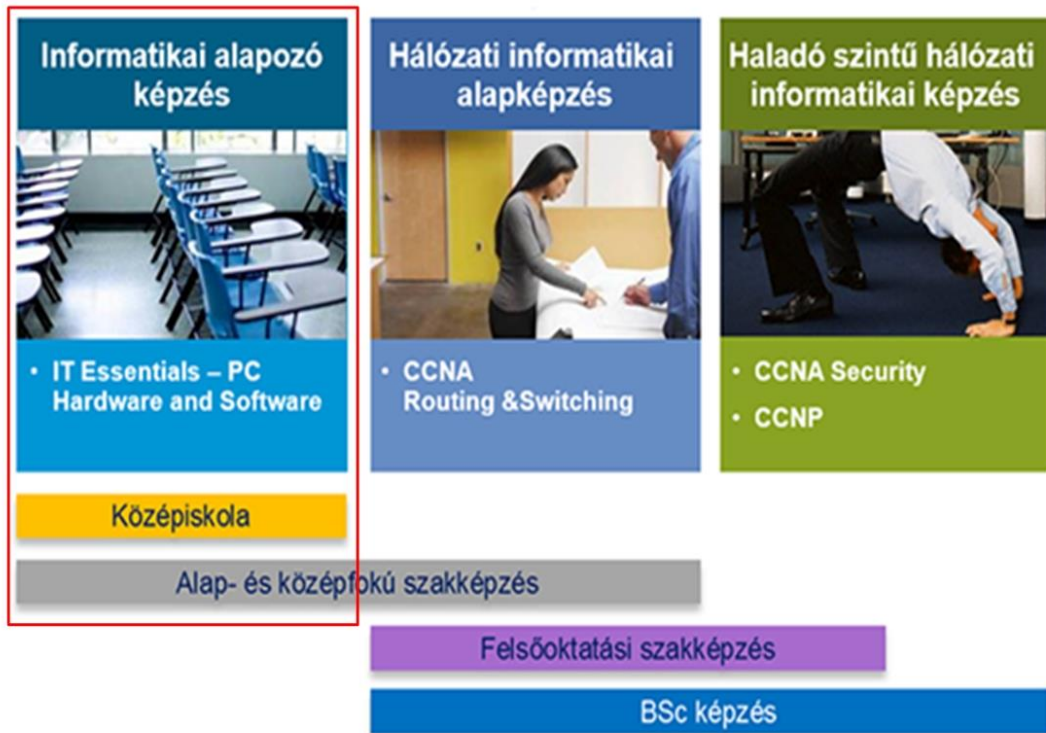 Informatikai alapozó
képzés
• IT Essentials – PC
Hardware and Software
Hálózati informatikai
alapképzés
• CCNA
Routing &Switching
Haladó szintű hálózati
informatikai képzés
• CCNA Security
• CCNP
Középiskola
Alap- és középfokú szakképzés
Felsőoktatási szakképzés
BSc képzés